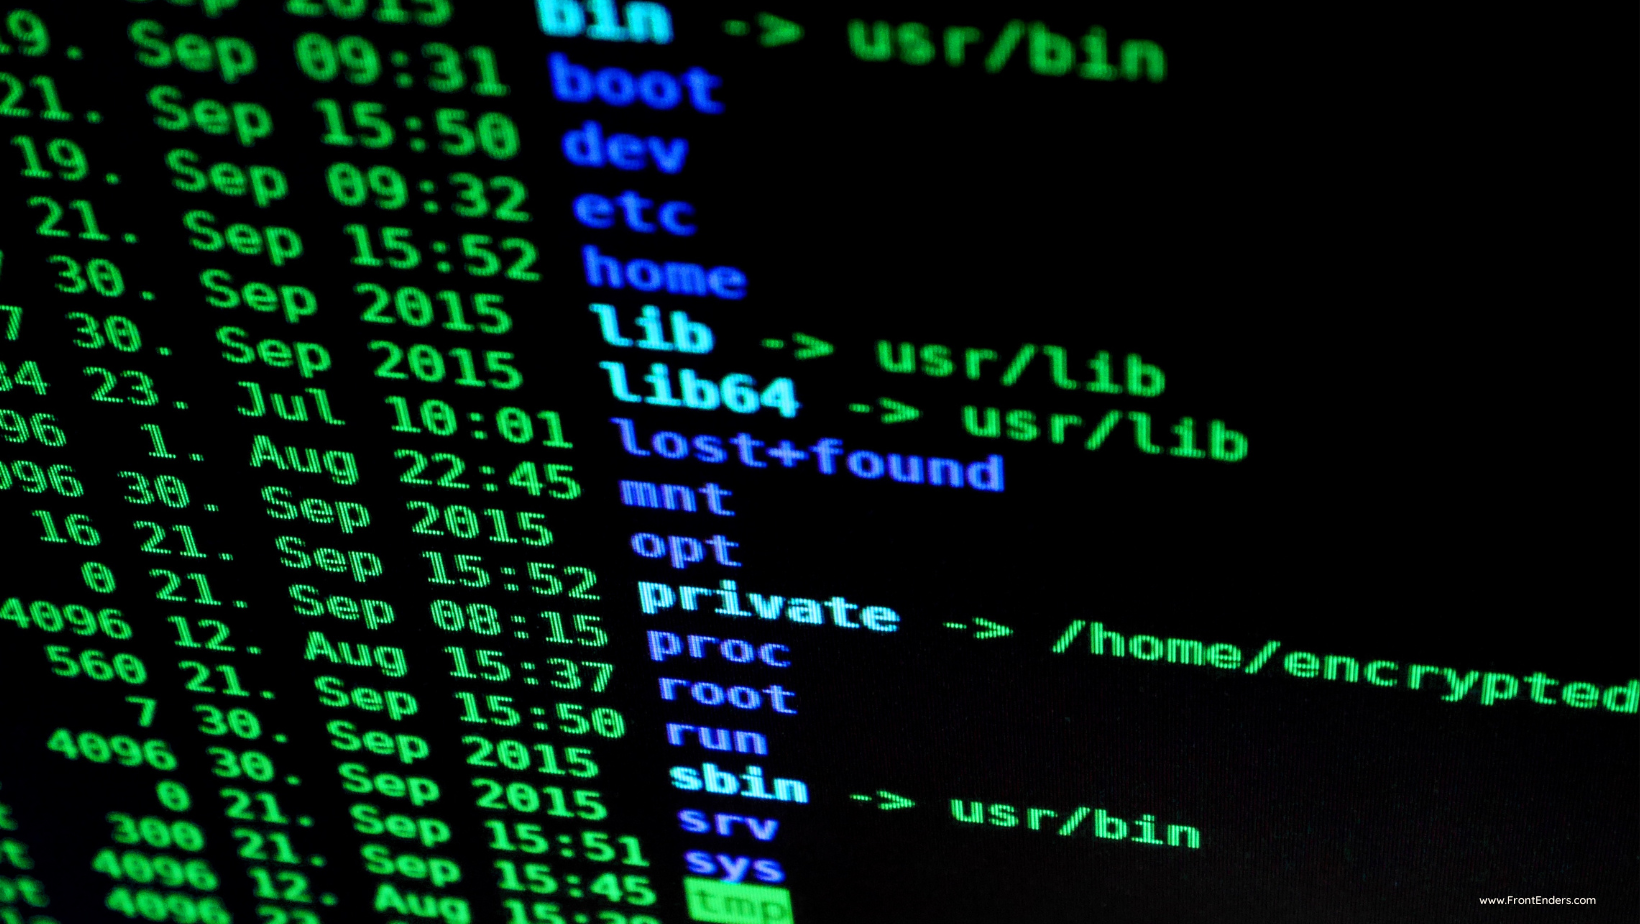 2015 bin -> usr/bin
19. Sep 09:31 boot
21. Sep 15:50 dev
19. Sep 09:32 etc
21. Sep 15:52 home
30. Sep 2015 lib -> usr/lib
7 30. Sep 2015 lib64 -> usr/lib
84 23. Jul 10:01 lost+found
96 1. Aug 22:45 mnt
096 30. Sep 2015 opt
16 21. Sep 15:52 private -> /home/encrypted
0 21. Sep 08:15 proc
4096 12. Aug 15:37 root
560 21. Sep 15:50 run
7 30. Sep 2015 sbin -> usr/bin
4096 30. Sep 2015 srv
0 21. Sep 15:51 sys
300 21. Sep 15:45 tmp
4096 12. Aug
4096
www.FrontEnders.com